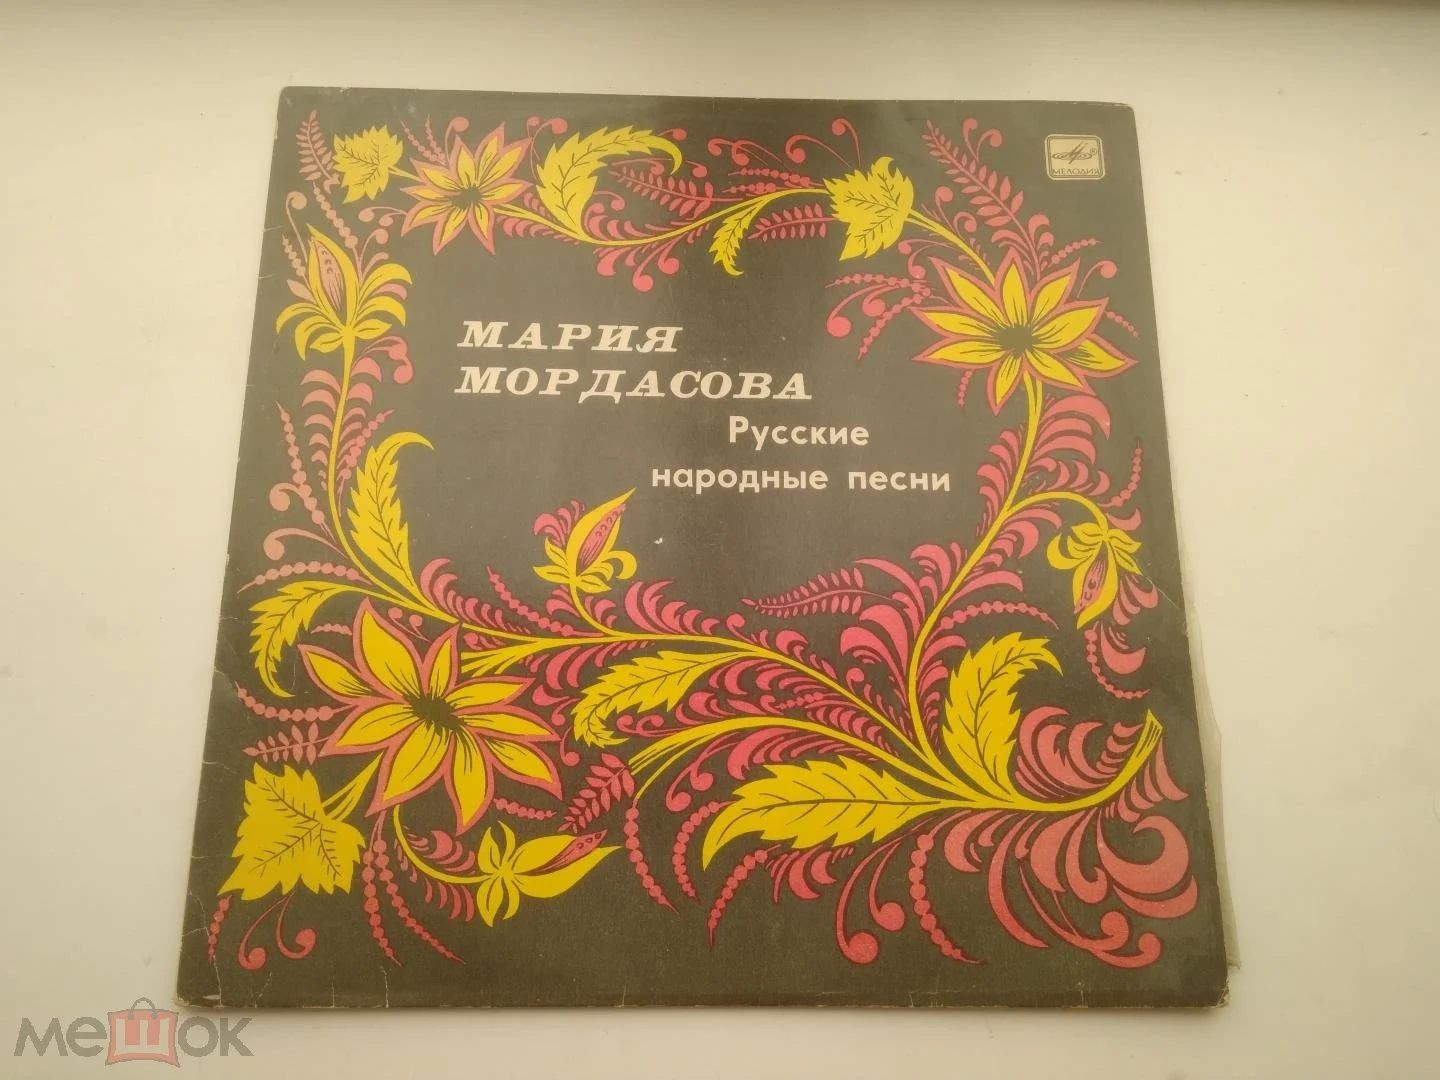 МЕЛОДИЯ
МАРИЯ
МОРДАСОВА
Русские
народные песни
мешок